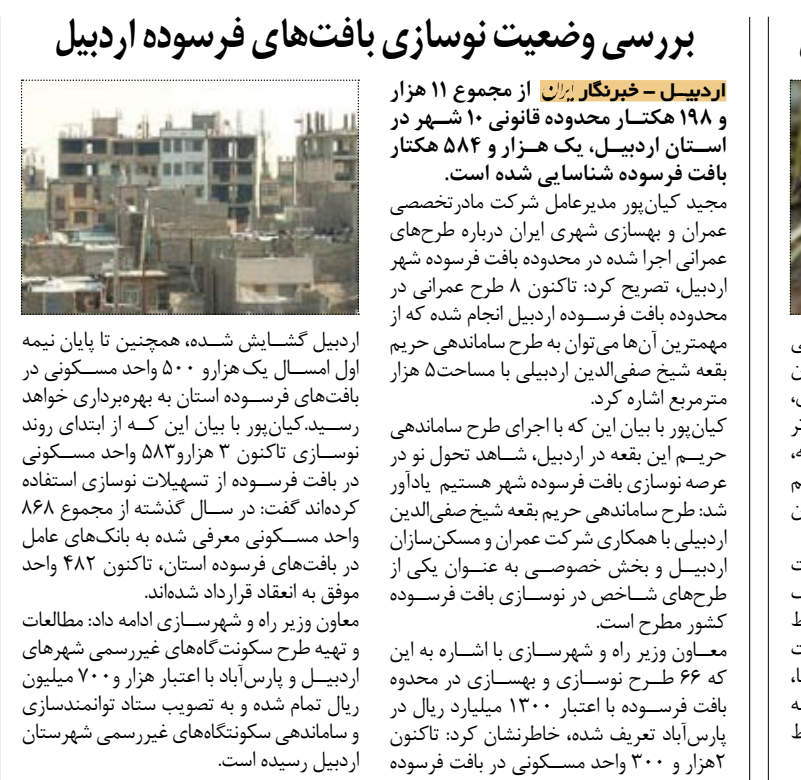 بررسی وضعیت نوسازی بافت‌های فرسوده اردبیل
اردبیل – خبرنگار ایران از مجموع ۱۱ هزار
و ۱۹۸ هکتار محدوده قانونی ۱۰ شهر در
استان اردبیل، یک هزار و ۵۸۴ هکتار
بافت فرسوده شناسایی شده است.
مجید کیان‌پور مدیرعامل شرکت مادرتخصصی
عمران و بهسازی شهری ایران درباره طرح‌های
عمرانی اجرا شده در محدوده بافت فرسوده شهر
اردبیل، تصریح کرد: تاکنون ۸ طرح عمرانی در
محدوده بافت فرسوده اردبیل انجام شده که از
مهمترین آن‌ها می‌توان به طرح ساماندهی حریم
بقعه شیخ صفی‌الدین اردبیلی با مساحت۵ هزار
مترمربع اشاره کرد.
کیان‌پور با بیان این که با اجرای طرح ساماندهی
حریم این بقعه در اردبیل، شاهد تحول نو در
عرصه نوسازی بافت فرسوده شهر هستیم یادآور
شد: طرح ساماندهی حریم بقعه شیخ صفی‌الدین
اردبیلی با همکاری شرکت عمران و مسکن‌سازان
اردبیل و بخش خصوصی به عنوان یکی از
طرح‌های شاخص در نوسازی بافت فرسوده
کشور مطرح است.
معاون وزیر راه و شهرسازی با اشاره به این
که ۶۶ طرح نوسازی و بهسازی در محدوه
بافت فرسوده با اعتبار ۱۳۰۰ میلیارد ریال در
پارس‌آباد تعریف شده، خاطرنشان کرد: تاکنون
۲هزار و ۳۰۰ واحد مسکونی در بافت فرسوده
اردبیل گشایش شده، همچنین تا پایان نیمه
اول امسال یک هزارو ۵۰۰ واحد مسکونی در
بافت‌های فرسوده استان به بهره‌برداری خواهد
رسید.کیان‌پور با بیان این که از ابتدای روند
نوسازی تاکنون ۳ هزارو۵۸۳ واحد مسکونی
در بافت فرسوده از تسهیلات نوسازی استفاده
کرده‌اند گفت: در سال گذشته از مجموع ۸۶۸
واحد مسکونی معرفی شده به بانک‌های عامل
در بافت‌های فرسوده استان، تاکنون ۴۸۲ واحد
موفق به انعقاد قرارداد شده‌اند.
معاون وزیر راه و شهرسازی ادامه داد: مطالعات
و تهیه طرح سکونت‌گاه‌های غیررسمی شهرهای
اردبیل و پارس‌آباد با اعتبار هزار و۷۰۰ میلیون
ریال تمام شده و به تصویب ستاد توانمندسازی
و ساماندهی سکونتگاه‌های غیررسمی شهرستان
اردبیل رسیده است.